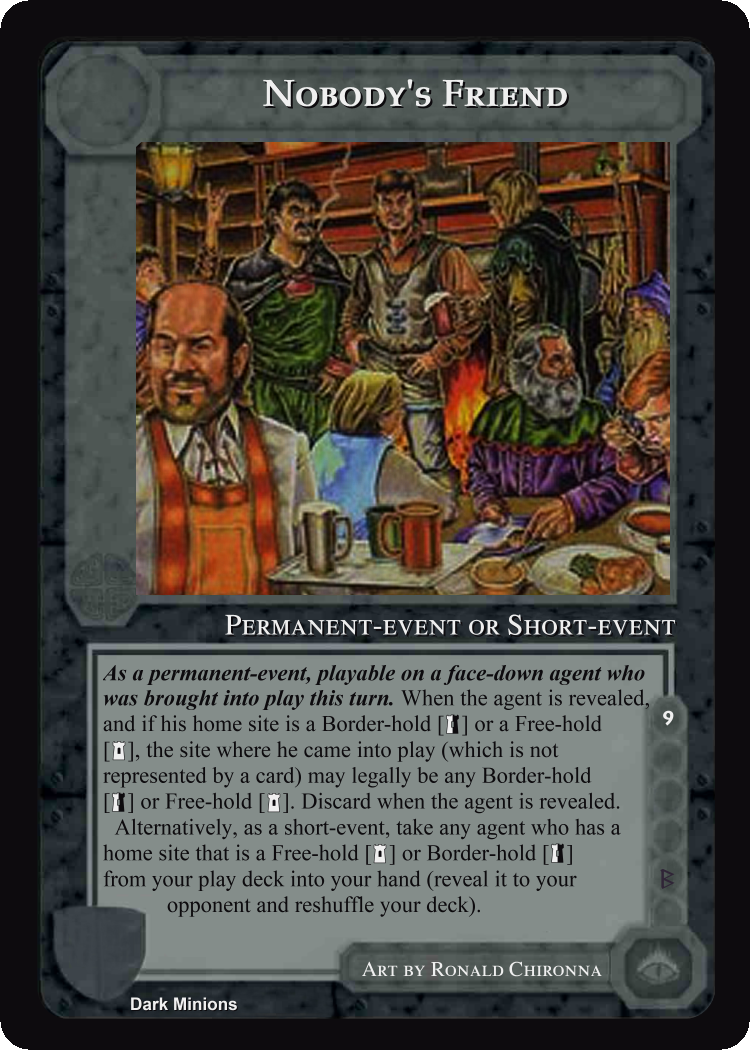 Nobody's Friend
Permanent-event or Short-event
As a permanent-event, playable on a face-down agent who
was brought into play this turn. When the agent is revealed,
and if his home site is a Border-hold [ ] or a Free-hold
[ ], the site where he came into play (which is not
represented by a card) may legally be any Border-hold
[ ] or Free-hold [ ]. Discard when the agent is revealed.
Alternatively, as a short-event, take any agent who has a
home site that is a Free-hold [ ] or Border-hold [ ]
from your play deck into your hand (reveal it to your
opponent and reshuffle your deck).
9
B
Art by Ronald Chironna
Dark Minions